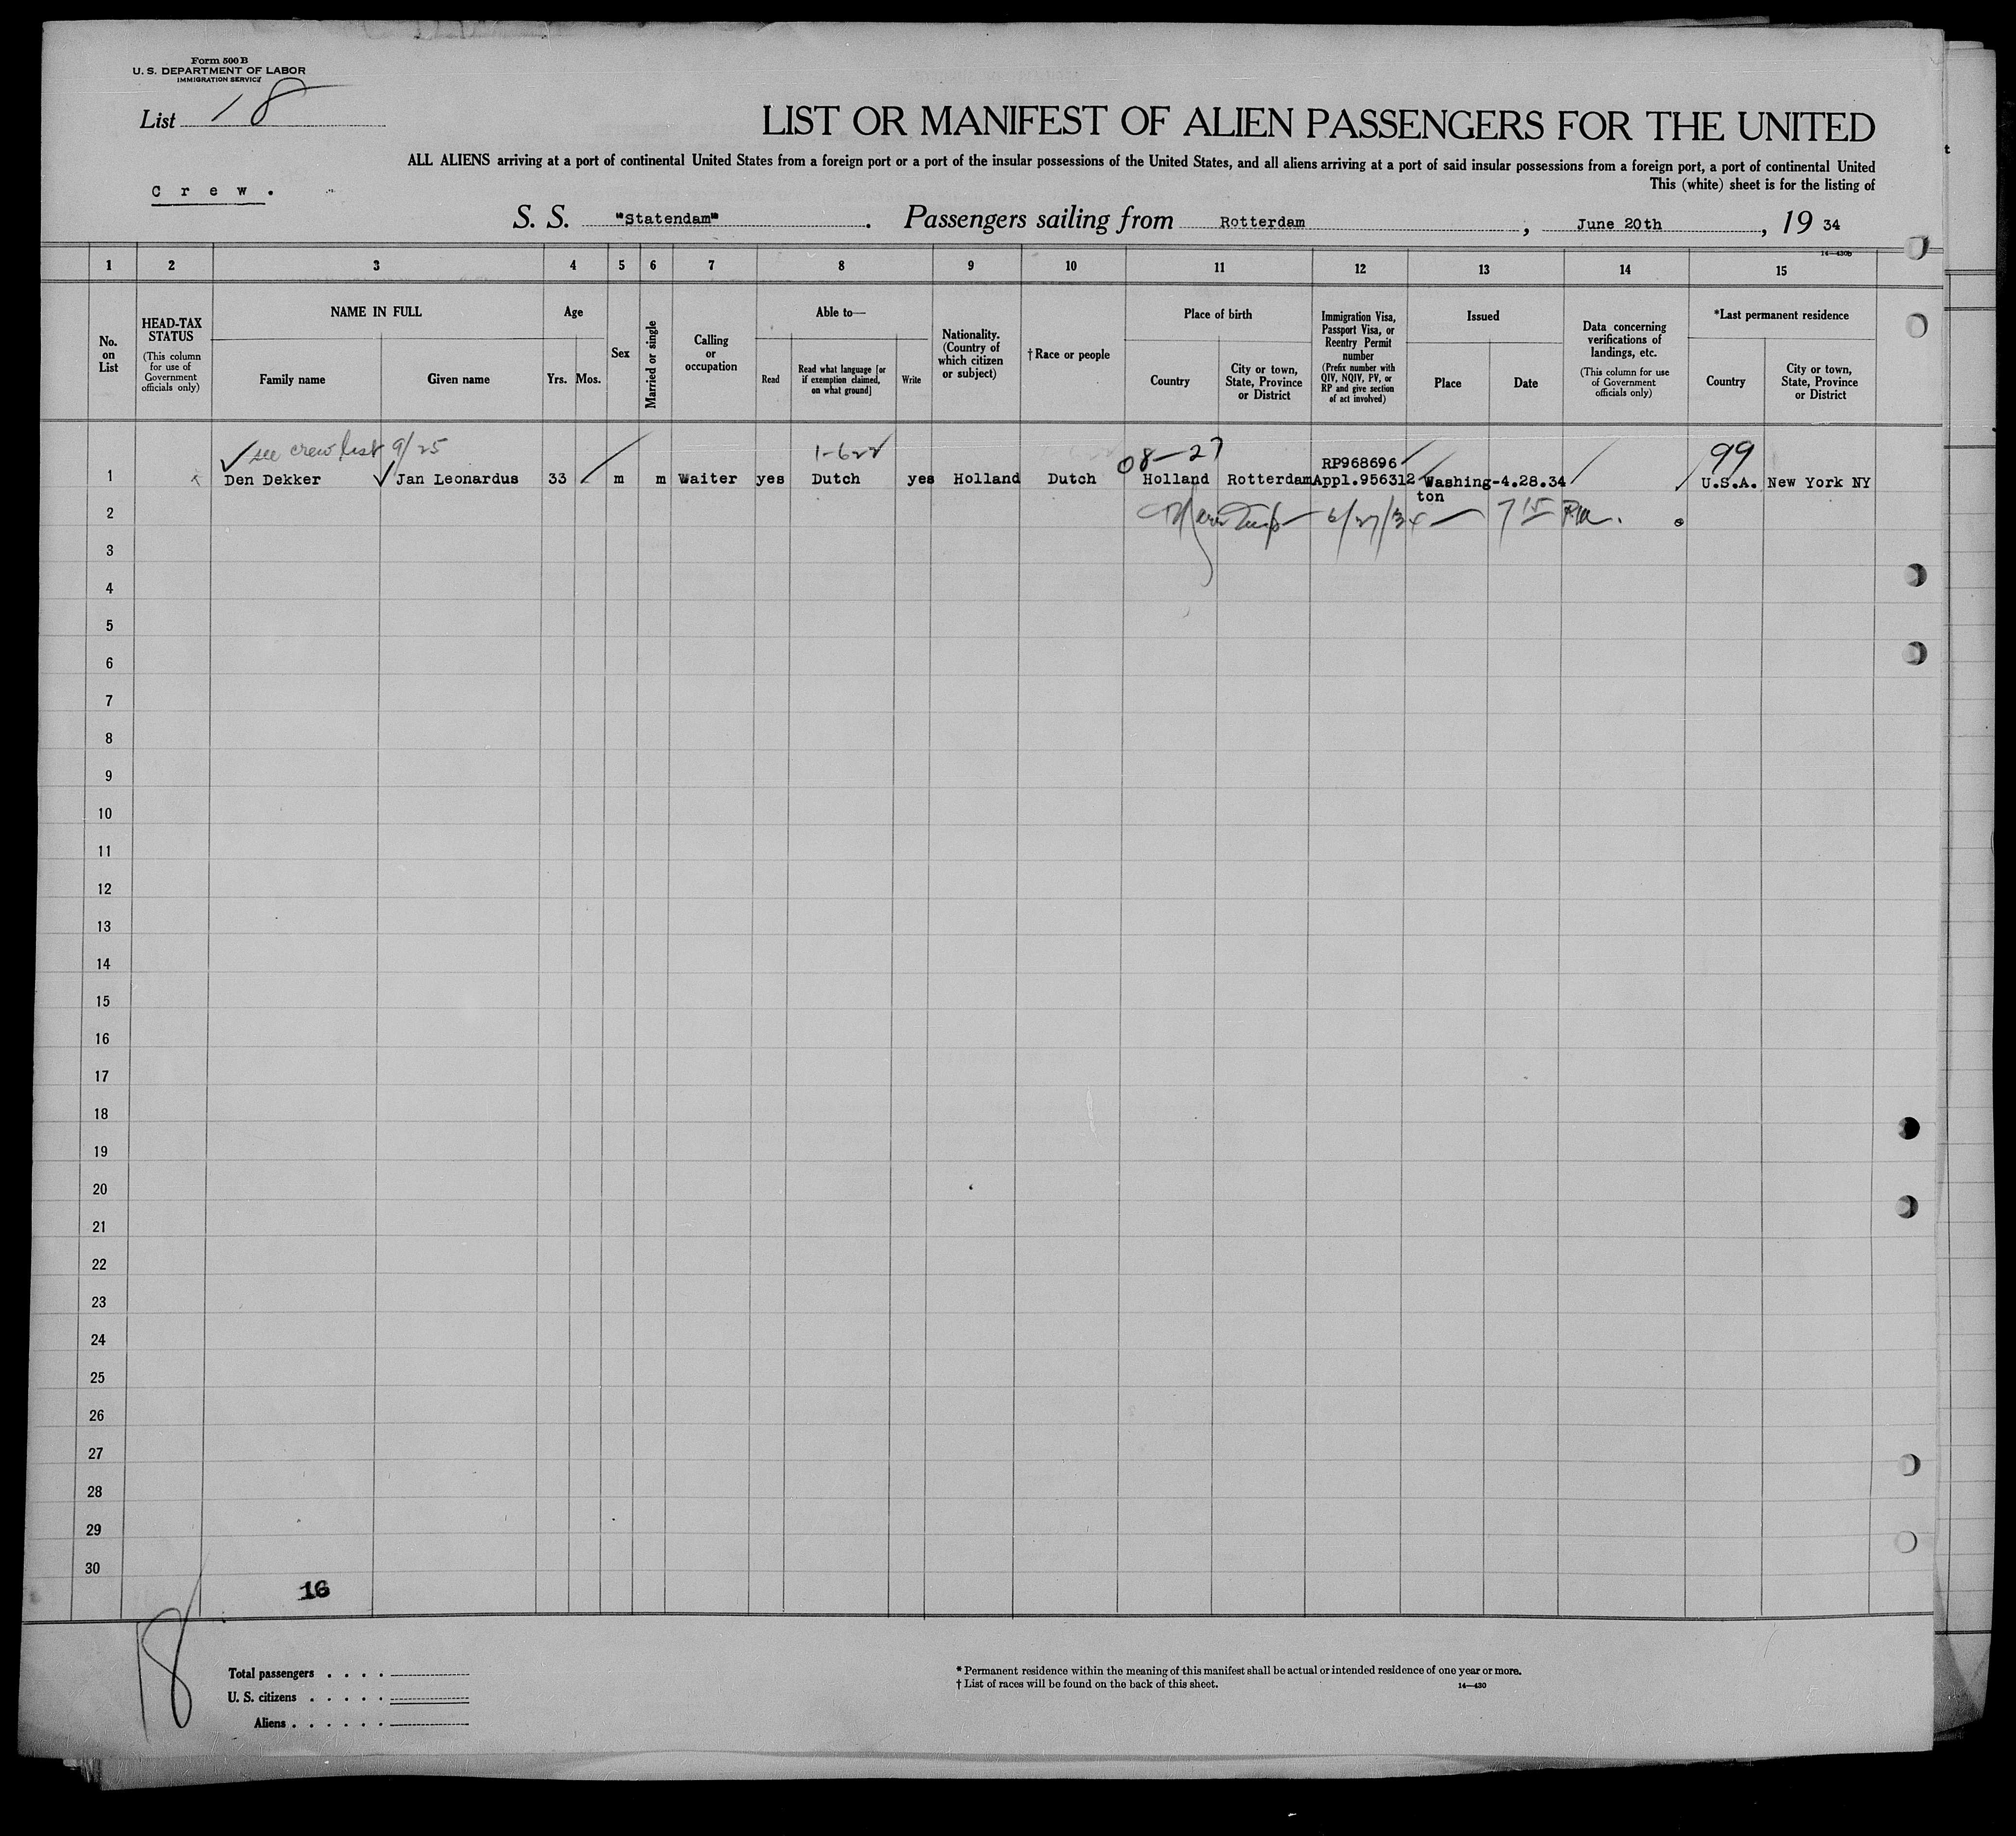 Form 500 B
U. S. DEPARTMENT OF LABOR
IMMIGRATION SERVICE
List 18
LIST OR MANIFEST OF ALIEN PASSENGERS FOR THE UNITED
ALL ALIENS arriving at a port of continental United States from a foreign port or a port of the insular possessions of the United States, and all aliens arriving at a port of said insular possessions from a foreign port, a port of continental United
This (white) sheet is for the listing of
Crew.
S. S. "Statendam". Passengers sailing from Rotterdam, June 20th, 19 34
14—430b
1 2 3 4 5 6 7 8 9 10 11 12 13 14 15
No. on List
HEAD-TAX STATUS
(This column for use of Government officials only)
NAME IN FULL
Family name
Given name
Age
Yrs. Mos.
Sex
Married or single
Calling or occupation
Able to—
Read
Read what language [or if exemption claimed, on what ground]
Write
Nationality. (Country of which citizen or subject)
† Race or people
Place of birth
Country
City or town, State, Province or District
Immigration Visa, Passport Visa, or Reentry Permit number
(Prefix number with QIV, NQIV, PV, or RP and give section of act involved)
Issued
Place
Date
Data concerning verifications of landings, etc.
(This column for use of Government officials only)
*Last permanent residence
Country
City or town, State, Province or District
see crew list 9/25
08-27
99
RP968696
1 Den Dekker Jan Leonardus 33 m m Waiter yes Dutch yes Holland Dutch Holland Rotterdam Appl.956312 Washing- 4.28.34 U.S.A. New York NY
ton
2 6/27/34 — 7 15 PM.
3
4
5
6
7
8
9
10
11
12
13
14
15
16
17
18
19
20
21
22
23
24
25
26
27
28
29
30
16
18
Total passengers . . . .
U. S. citizens . . . . .
Aliens . . . . . .
* Permanent residence within the meaning of this manifest shall be actual or intended residence of one year or more.
† List of races will be found on the back of this sheet.
14—430